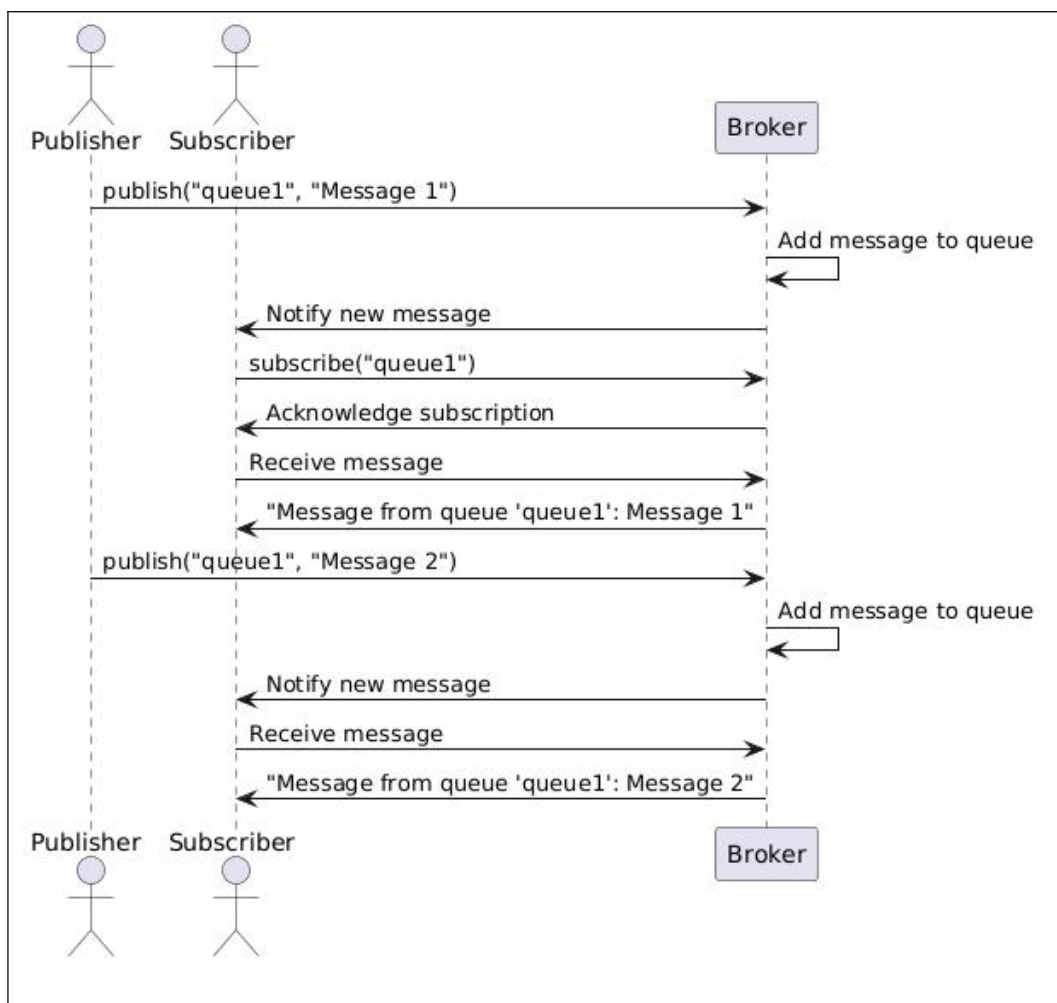 Publisher
Subscriber
Broker
publish("queue1", "Message 1")
Add message to queue
Notify new message
subscribe("queue1")
Acknowledge subscription
Receive message
"Message from queue 'queue1': Message 1"
publish("queue1", "Message 2")
Add message to queue
Notify new message
Receive message
"Message from queue 'queue1': Message 2"
Publisher
Subscriber
Broker